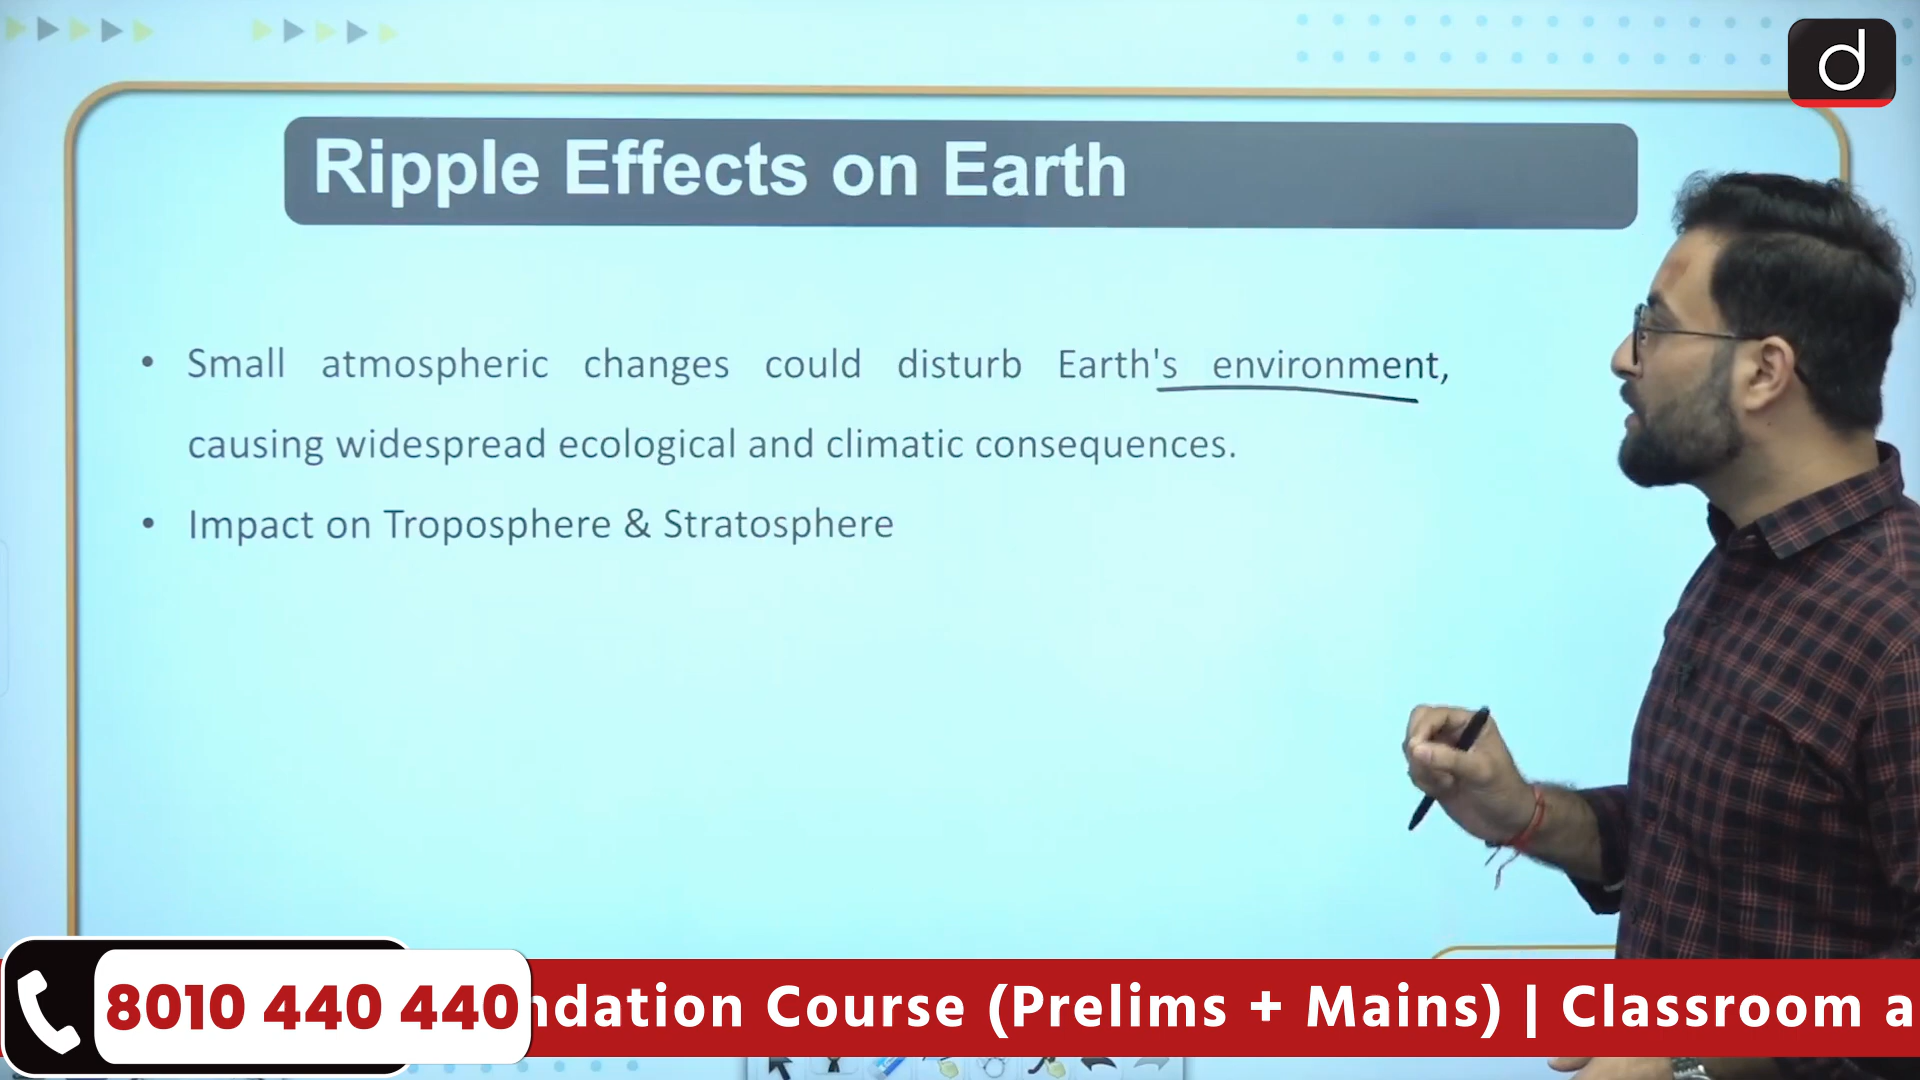 d
Ripple Effects on Earth
• Small atmospheric changes could disturb Earth's environment,
causing widespread ecological and climatic consequences.
• Impact on Troposphere & Stratosphere
8010 440 440
ndation Course (Prelims + Mains) | Classroom a